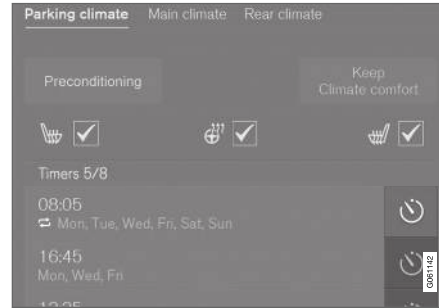 Parking climate Main climate Rear climate
Preconditioning
Keep
Climate comfort
Timers 5/8
08:05
Mon, Tue, Wed, Fri, Sat, Sun
16:45
Mon, Wed, Fri
G061142